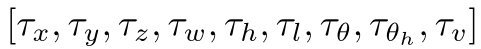 [τ_x, τ_y, τ_z, τ_w, τ_h, τ_l, τ_θ, τ_{θ_h}, τ_v]